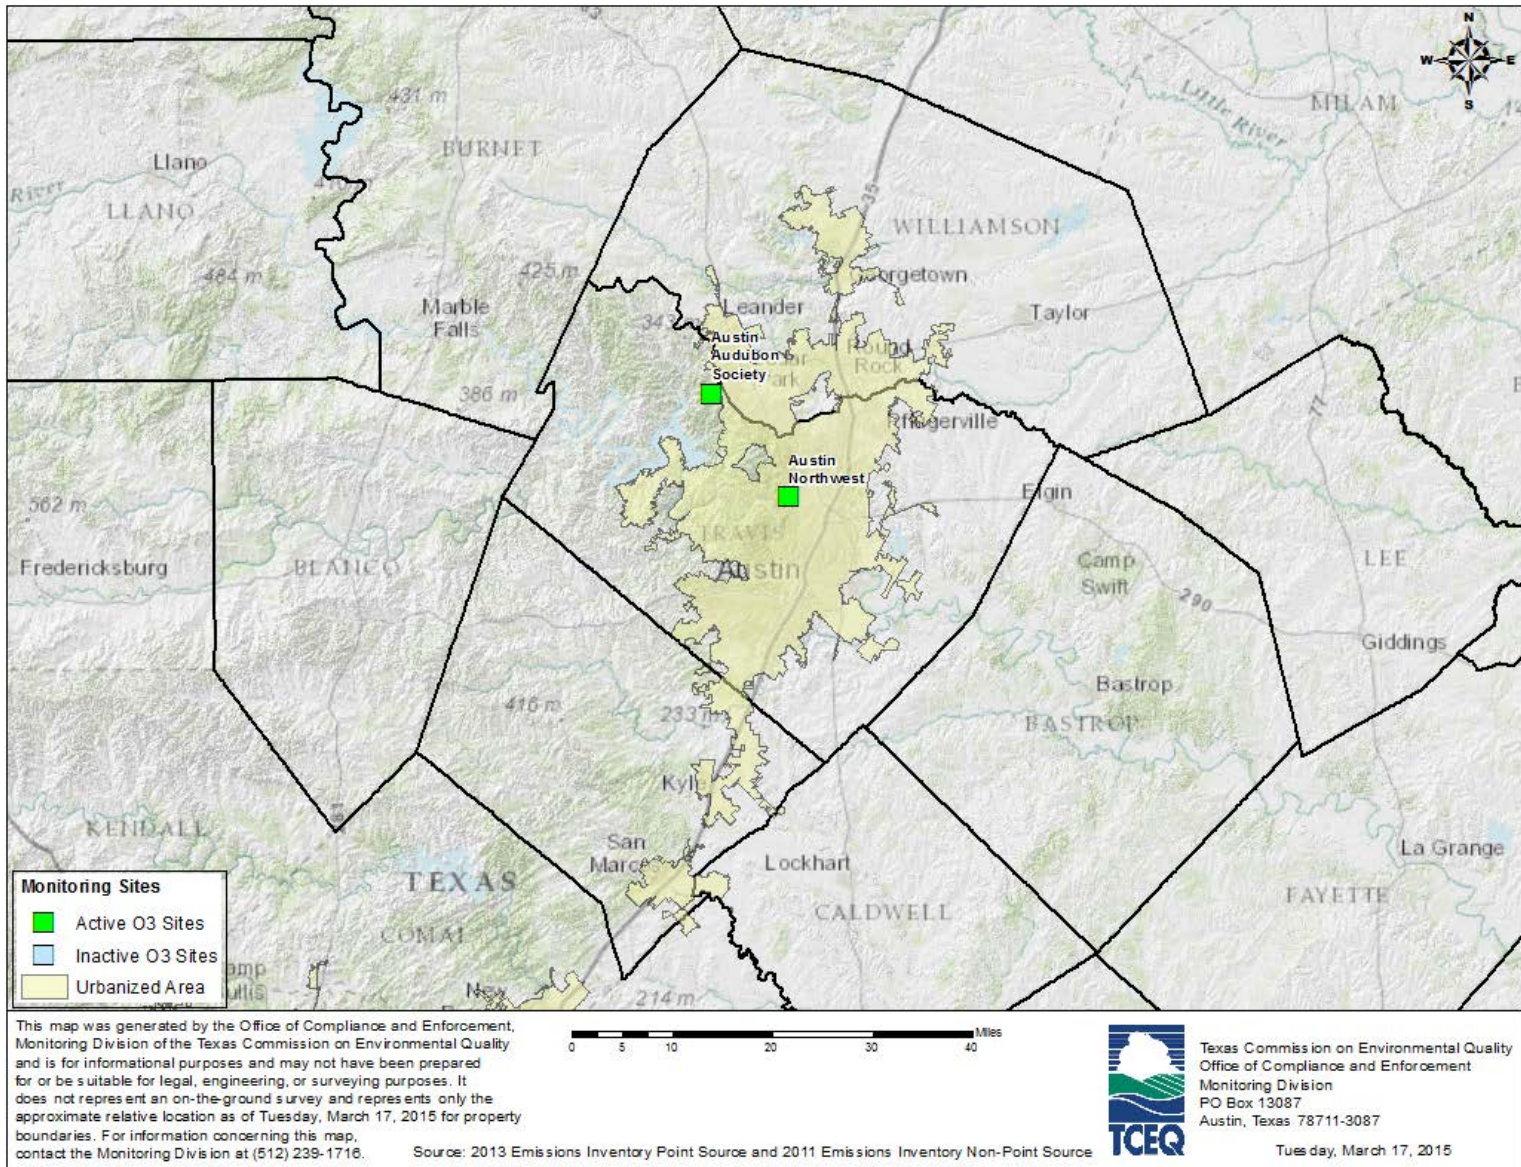 N
W E
S
431 m
Little River
MILAM
BURNET
Llano
River
LLANO
35
WILLIAMSON
484 m
425 m
Georgetown
Marble
Falls
Leander
Taylor
343 m
Austin
Audubon
Society
Round
Rock
Park
386 m
77
Pflugerville
Austin
Northwest
Elgin
562 m
TRAVIS
LEE
Fredericksburg
BLANCO
Austin
Camp
Swift
290
Giddings
Bastrop
416 m
233 m
BASTROP
Kyle
KENDALL
San
Marcos
Lockhart
La Grange
TEXAS
FAYETTE
CALDWELL
COMAL
New
214 m
Monitoring Sites
Active O3 Sites
Inactive O3 Sites
Urbanized Area
This map was generated by the Office of Compliance and Enforcement,
Monitoring Division of the Texas Commission on Environmental Quality
and is for informational purposes and may not have been prepared
for or be suitable for legal, engineering, or surveying purposes. It
does not represent an on-the-ground survey and represents only the
approximate relative location as of Tuesday, March 17, 2015 for property
boundaries. For information concerning this map,
contact the Monitoring Division at (512) 239-1716.
Miles
0 5 10 20 30 40
Source: 2013 Emissions Inventory Point Source and 2011 Emissions Inventory Non-Point Source
TCEQ
Texas Commission on Environmental Quality
Office of Compliance and Enforcement
Monitoring Division
PO Box 13087
Austin, Texas 78711-3087
Tuesday, March 17, 2015